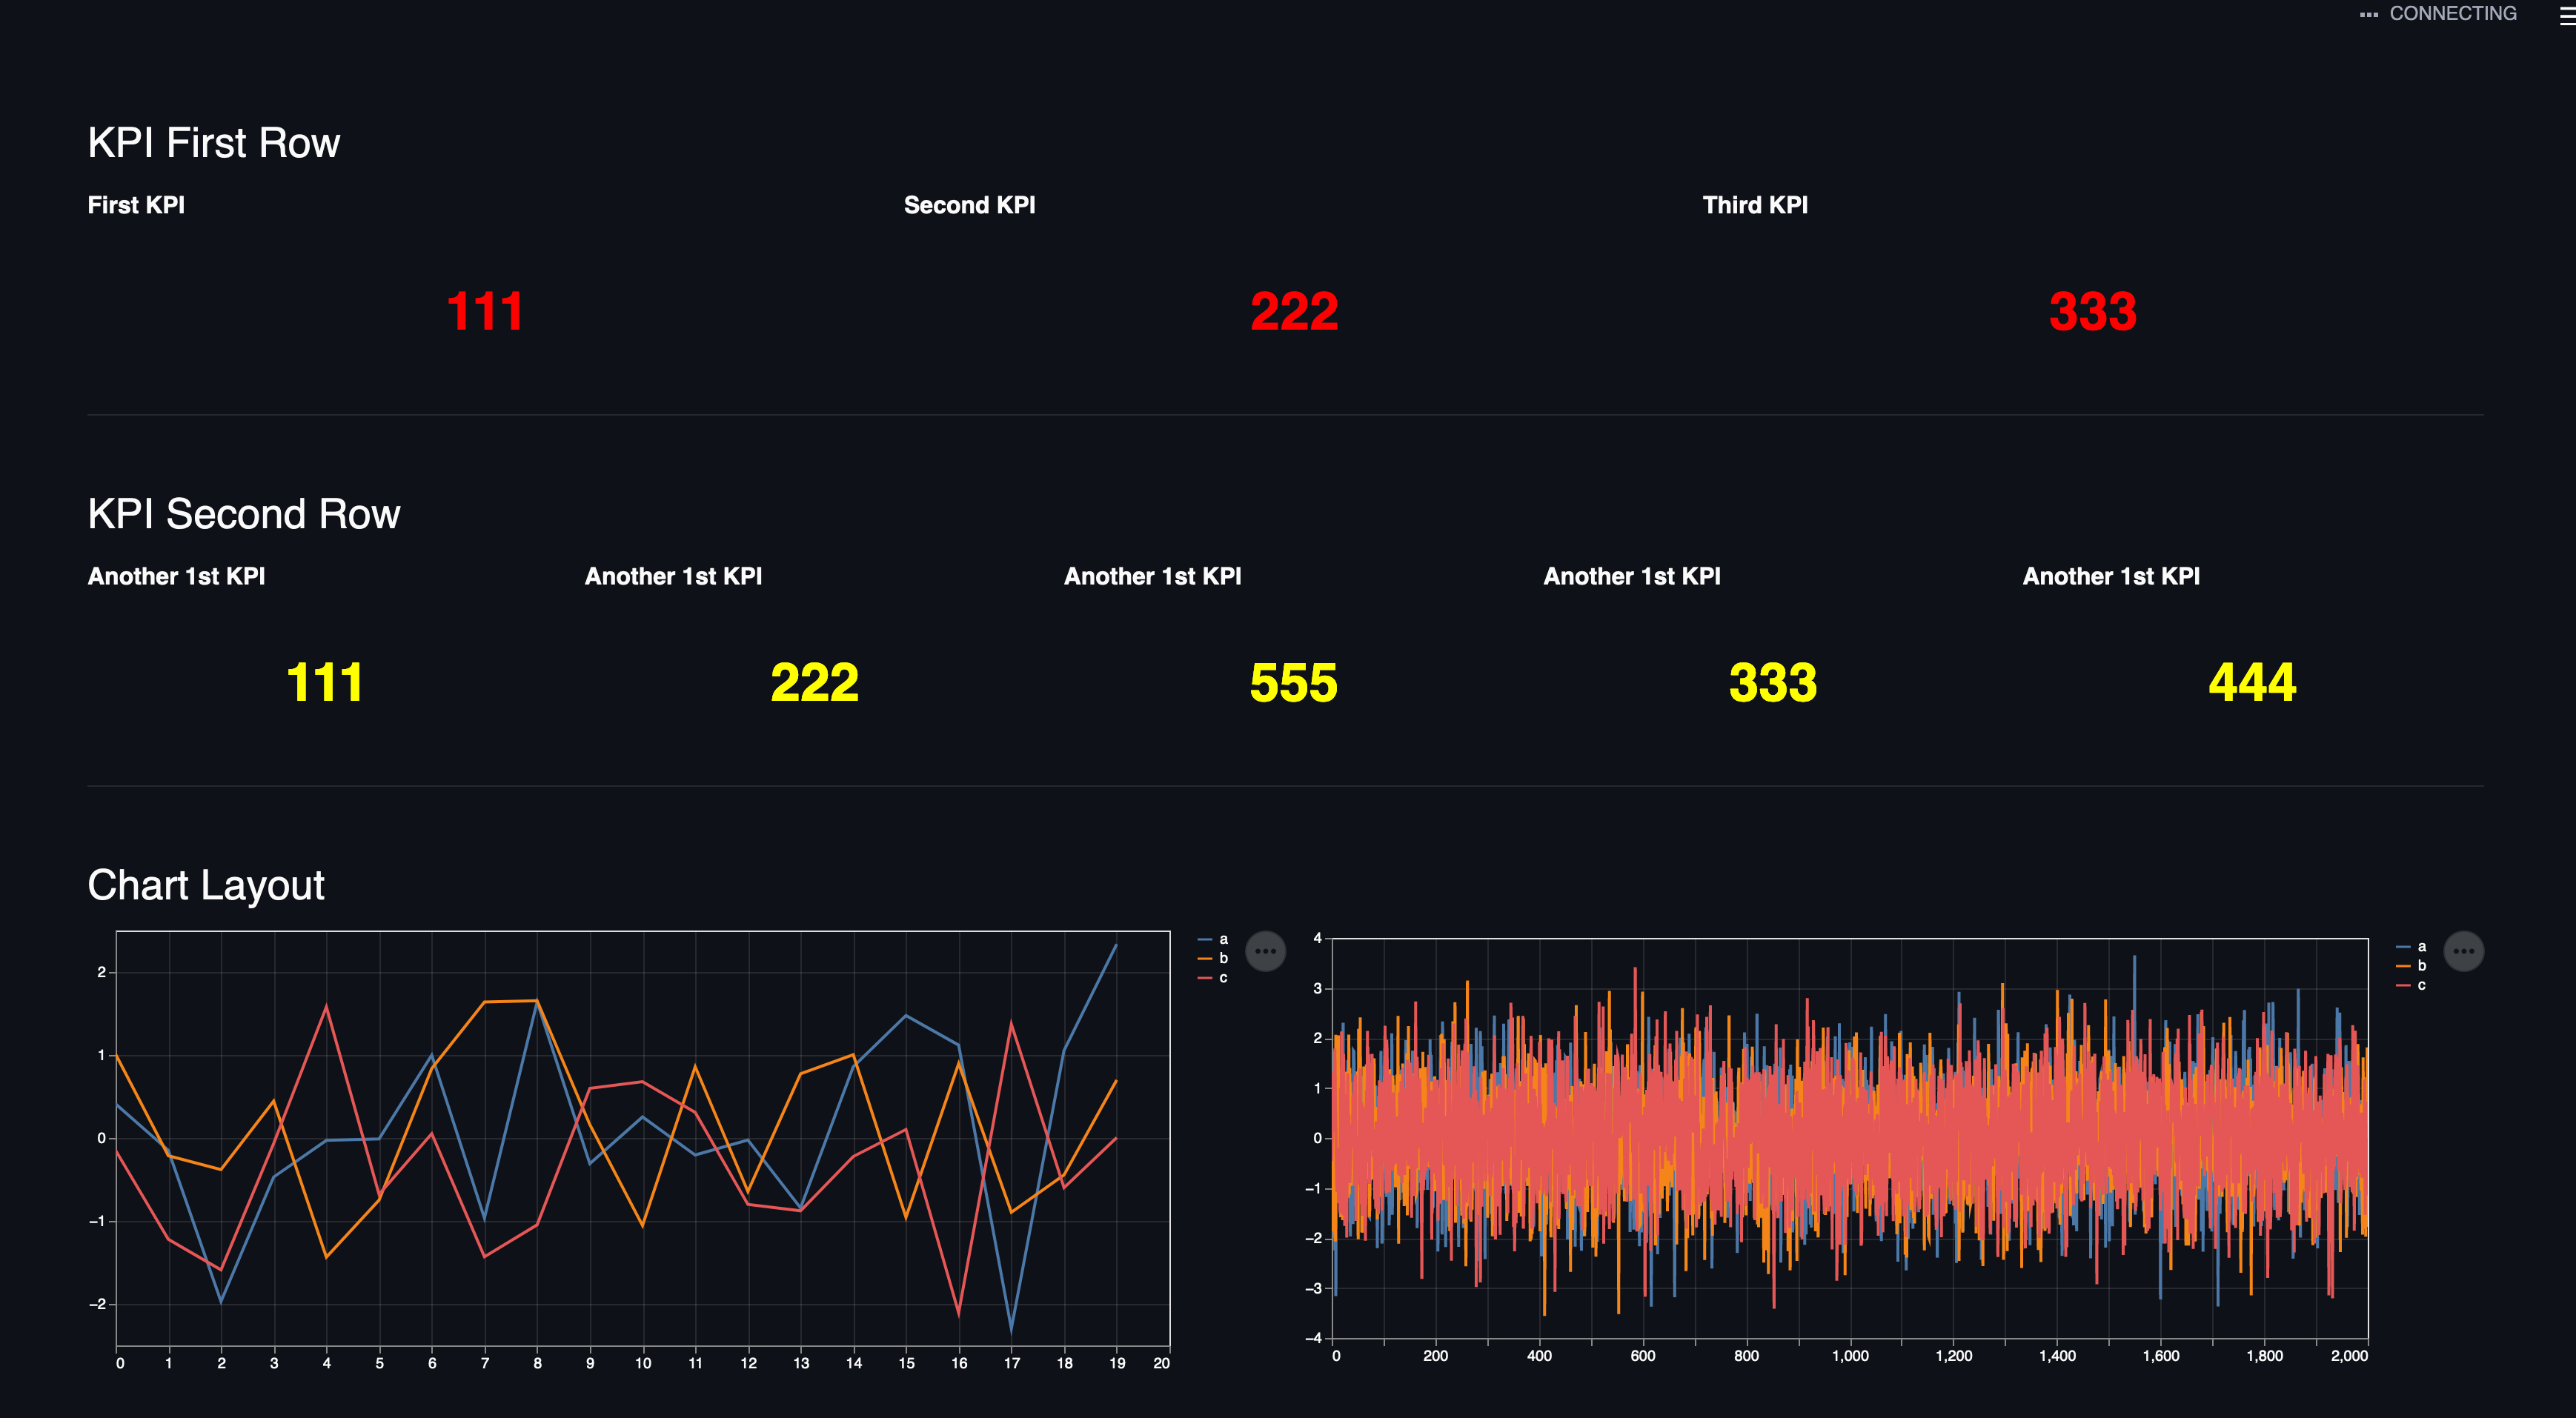 CONNECTING
KPI First Row
First KPI Second KPI Third KPI
111 222 333
KPI Second Row
Another 1st KPI Another 1st KPI Another 1st KPI Another 1st KPI Another 1st KPI
111 222 555 333 444
Chart Layout
2
1
0
−1
−2
0 1 2 3 4 5 6 7 8 9 10 11 12 13 14 15 16 17 18 19 20
a
b
c
4
3
2
1
0
−1
−2
−3
−4
0 200 400 600 800 1,000 1,200 1,400 1,600 1,800 2,000
a
b
c